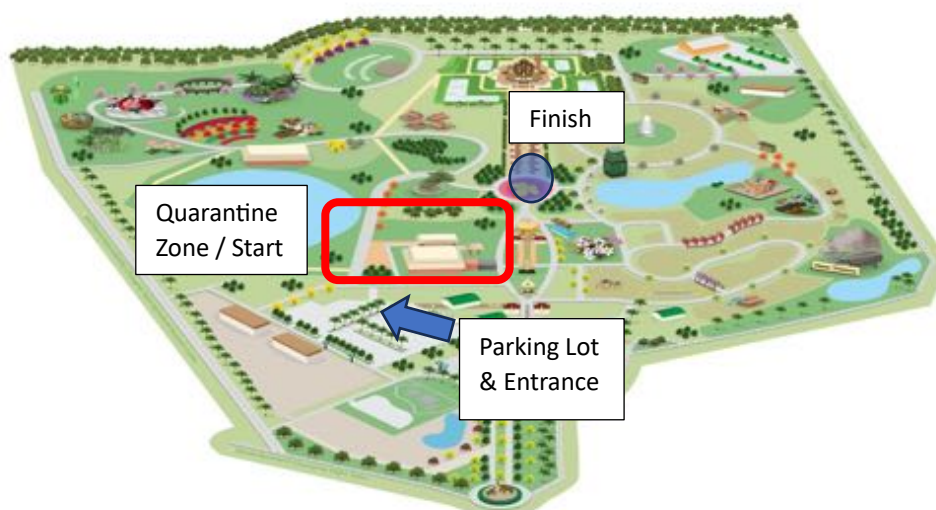 Finish
Quarantine
Zone / Start
Parking Lot
& Entrance